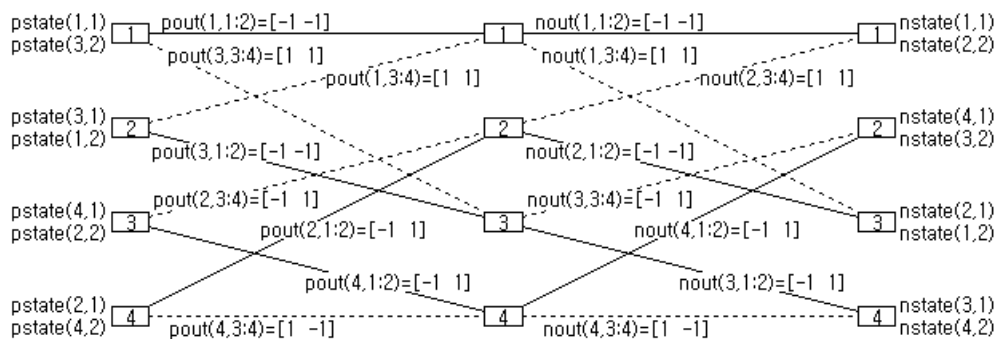 pstate(1,1) 1 pout(1,1:2)=[-1 -1] 1 nout(1,1:2)=[-1 -1] 1 nstate(1,1)
pstate(3,2) nstate(2,2)
pout(3,3:4)=[1 1] nout(1,3:4)=[1 1]
pout(1,3:4)=[1 1] nout(2,3:4)=[1 1]
pstate(3,1) 2 2 2 nstate(4,1)
pstate(1,2) nstate(3,2)
pout(3,1:2)=[-1 -1] nout(2,1:2)=[-1 -1]
pout(2,3:4)=[-1 1] nout(3,3:4)=[-1 1]
pstate(4,1) 3 3 3 nstate(2,1)
pstate(2,2) nstate(1,2)
pout(2,1:2)=[-1 1] nout(4,1:2)=[-1 1]
pout(4,1:2)=[-1 1] nout(3,1:2)=[-1 1]
pstate(2,1) 4 4 4 nstate(3,1)
pstate(4,2) nstate(4,2)
pout(4,3:4)=[1 -1] nout(4,3:4)=[1 -1]